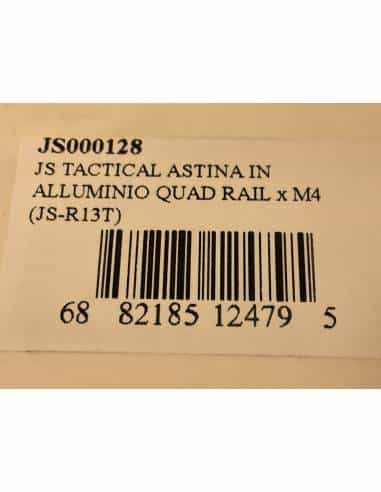 JS000128
JS TACTICAL ASTINA IN
ALLUMINIO QUAD RAIL x M4
(JS-R13T)
68 82185 12479 5